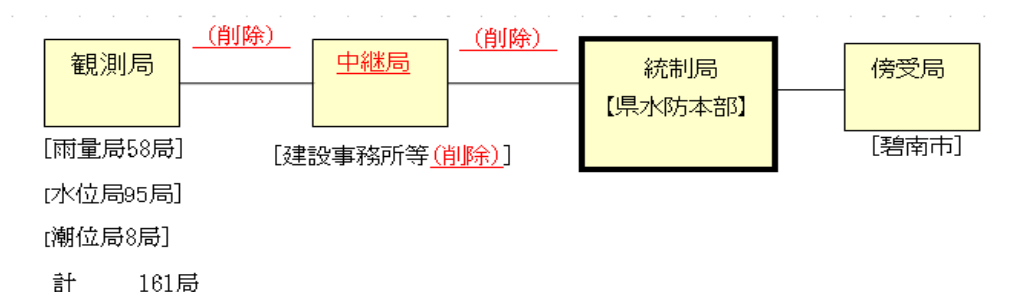 (削除)
(削除)
観測局
中継局
統制局
【県水防本部】
傍受局
[雨量局58局]
[建設事務所等(削除)]
[碧南市]
[水位局95局]
[潮位局8局]
計 161局